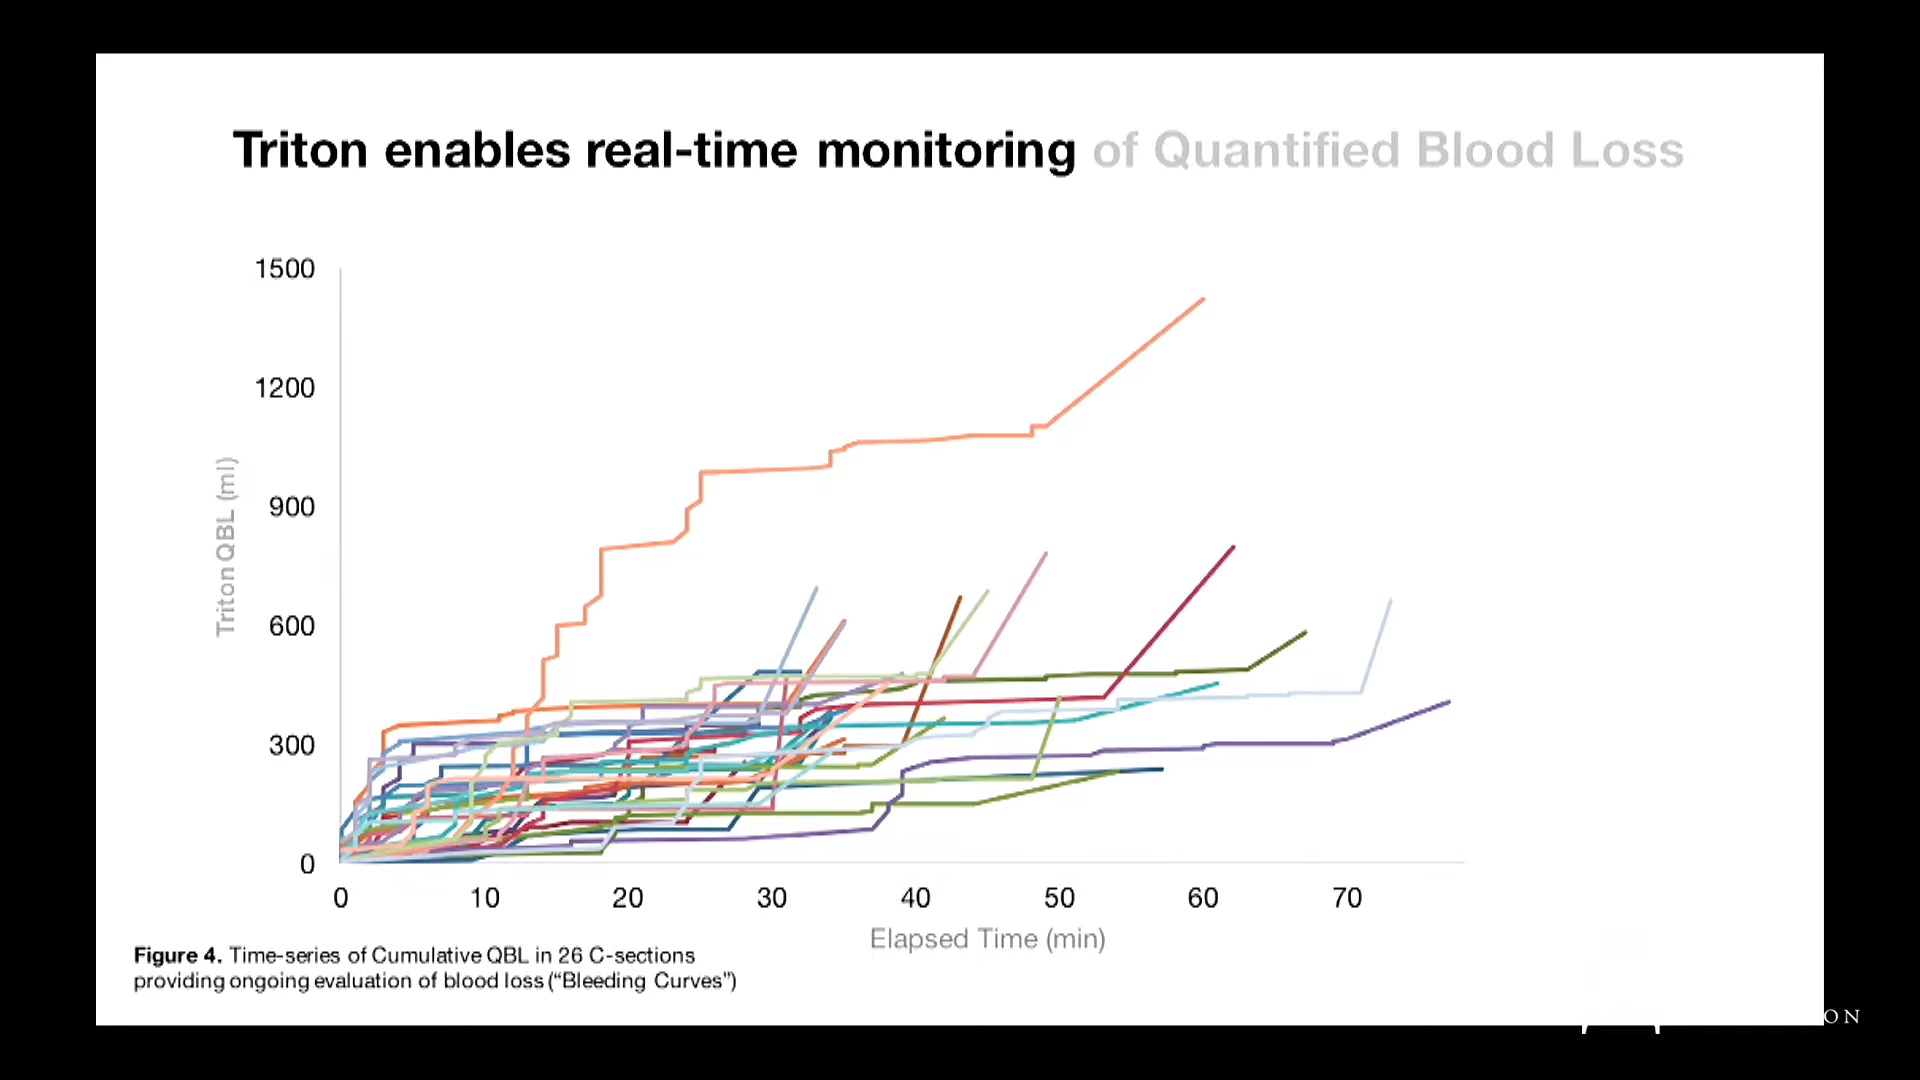 Triton enables real-time monitoring of Quantified Blood Loss
1500
1200
900
600
300
0
Triton QBL (ml)
0 10 20 30 40 50 60 70
Elapsed Time (min)
Figure 4. Time-series of Cumulative QBL in 26 C-sections
providing ongoing evaluation of blood loss (“Bleeding Curves”)
ON